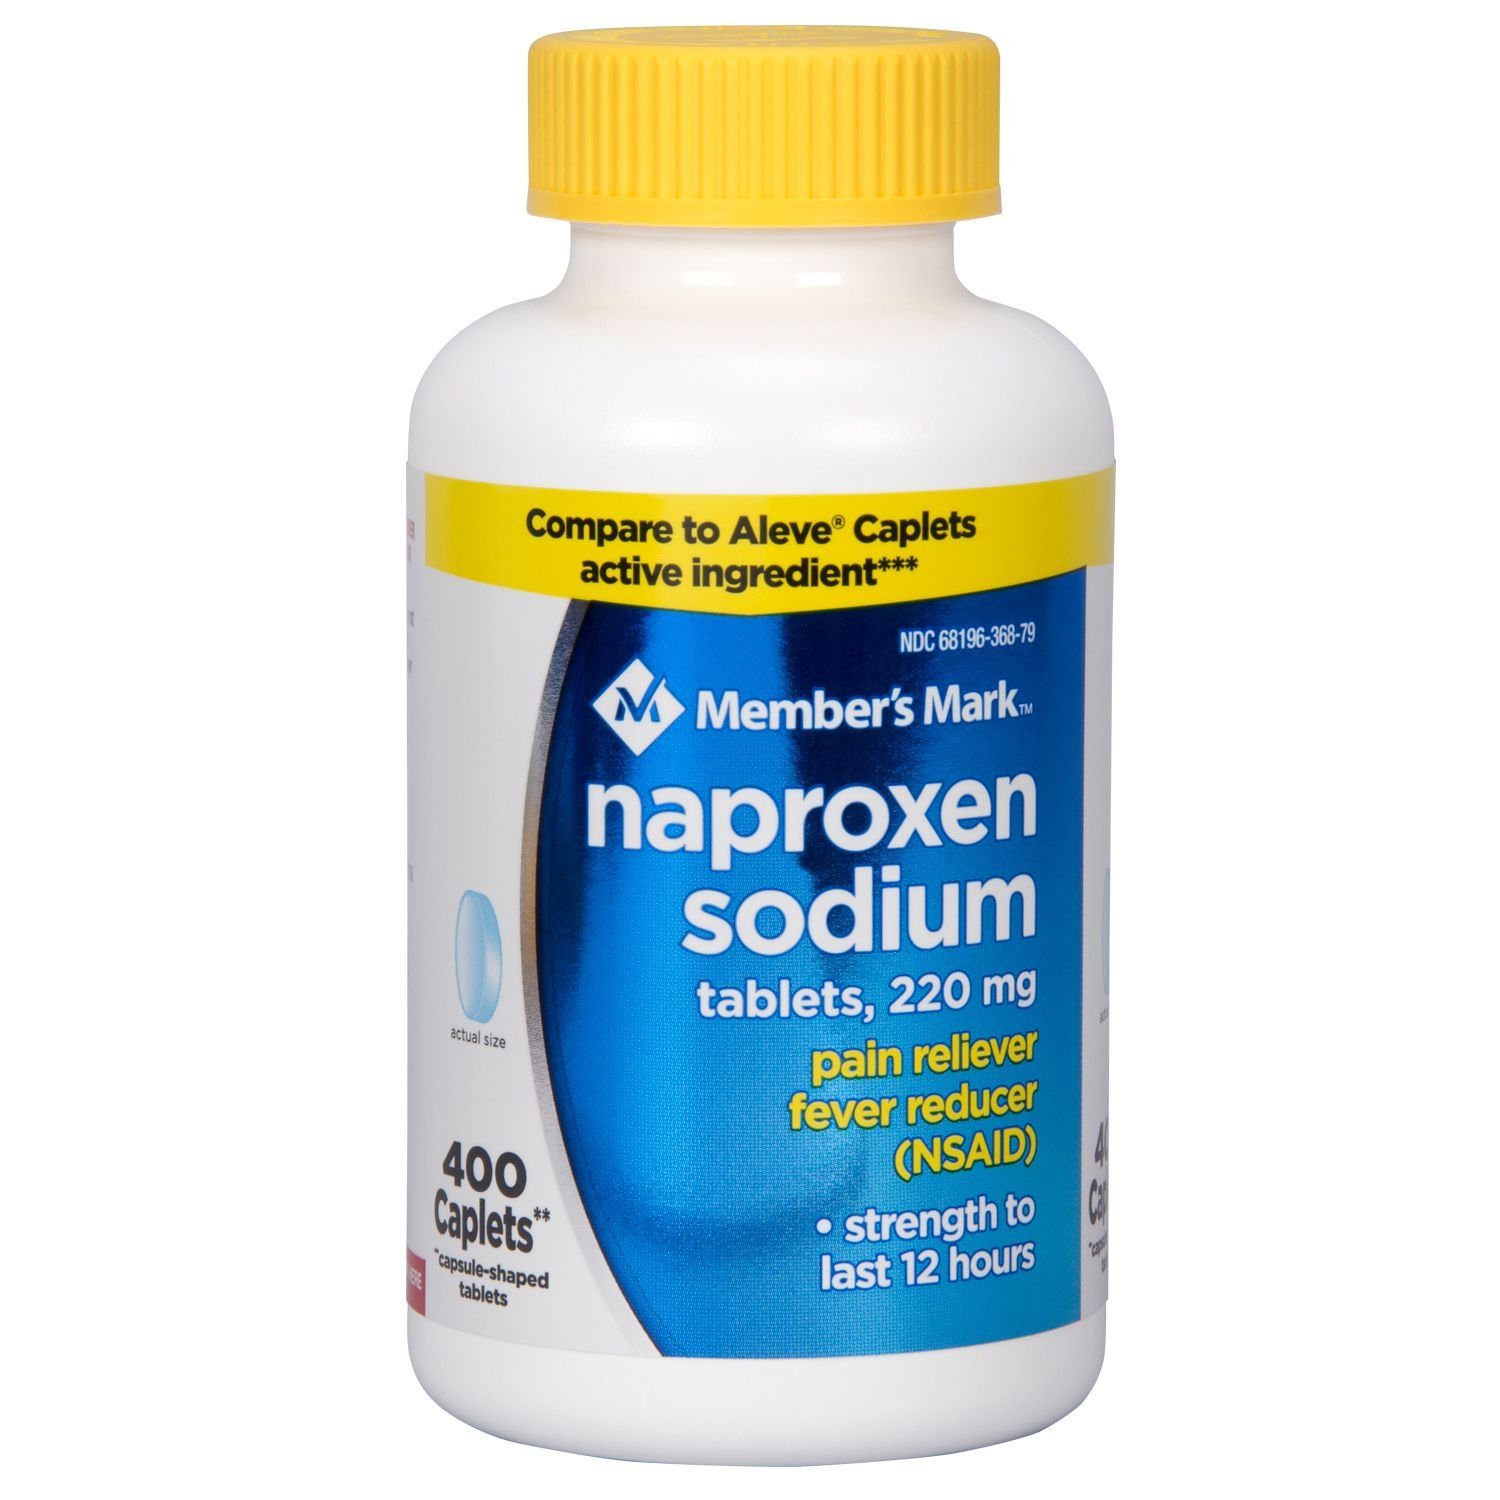 Compare to Aleve® Caplets
active ingredient***
NDC 68196-368-79
Member's Mark™
naproxen
sodium
tablets, 220 mg
pain reliever
fever reducer
(NSAID)
• strength to
last 12 hours
actual size
400
Caplets**
**capsule-shaped
tablets